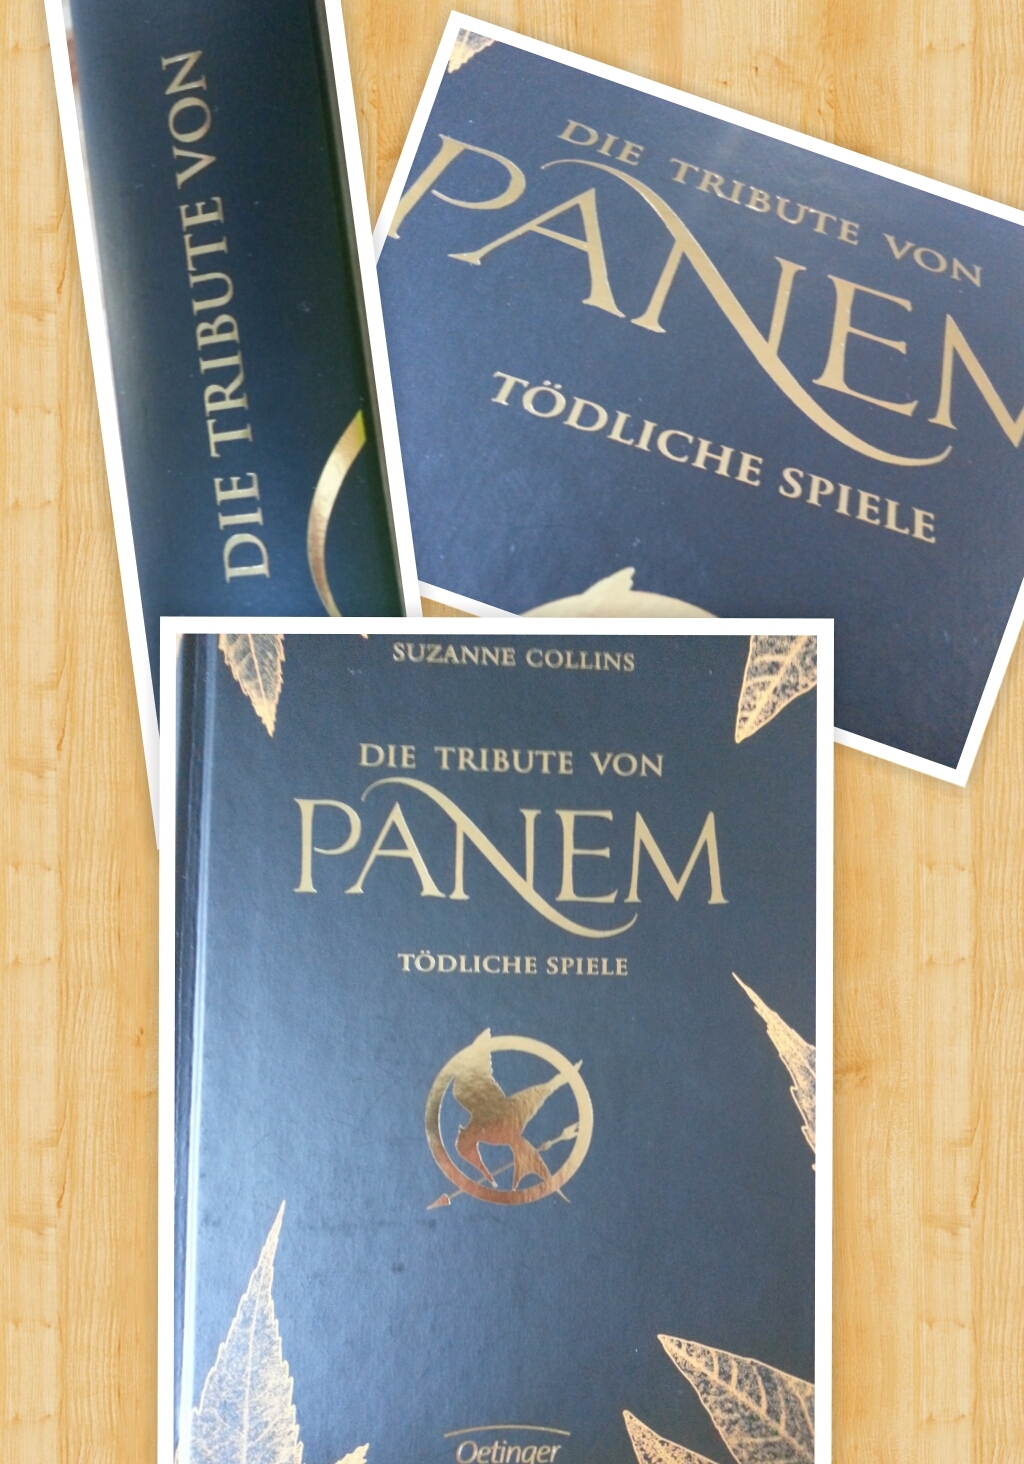 DIE TRIBUTE VON
DIE TRIBUTE VON
PANEM
TÖDLICHE SPIELE
SUZANNE COLLINS
DIE TRIBUTE VON
PANEM
TÖDLICHE SPIELE
Oetinger